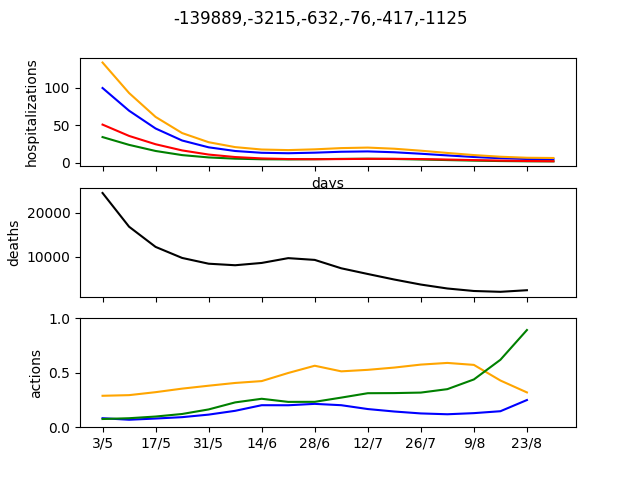 -139889,-3215,-632,-76,-417,-1125
hospitalizations
100
50
0
days
deaths
20000
10000
actions
1.0
0.5
0.0
3/5 17/5 31/5 14/6 28/6 12/7 26/7 9/8 23/8